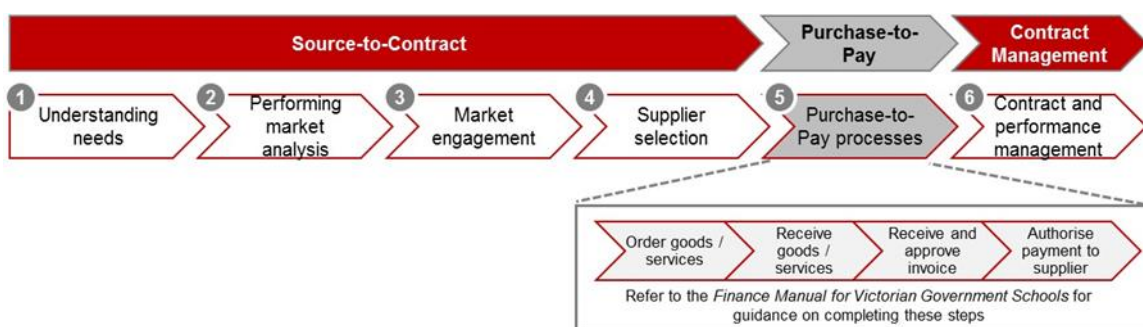 Source-to-Contract
Purchase-to-
Pay
Contract
Management
1
Understanding
needs
2
Performing
market
analysis
3
Market
engagement
4
Supplier
selection
5
Purchase-to-
Pay processes
6
Contract and
performance
management
Order goods /
services
Receive
goods /
services
Receive and
approve
invoice
Authorise
payment to
supplier
Refer to the Finance Manual for Victorian Government Schools for
guidance on completing these steps